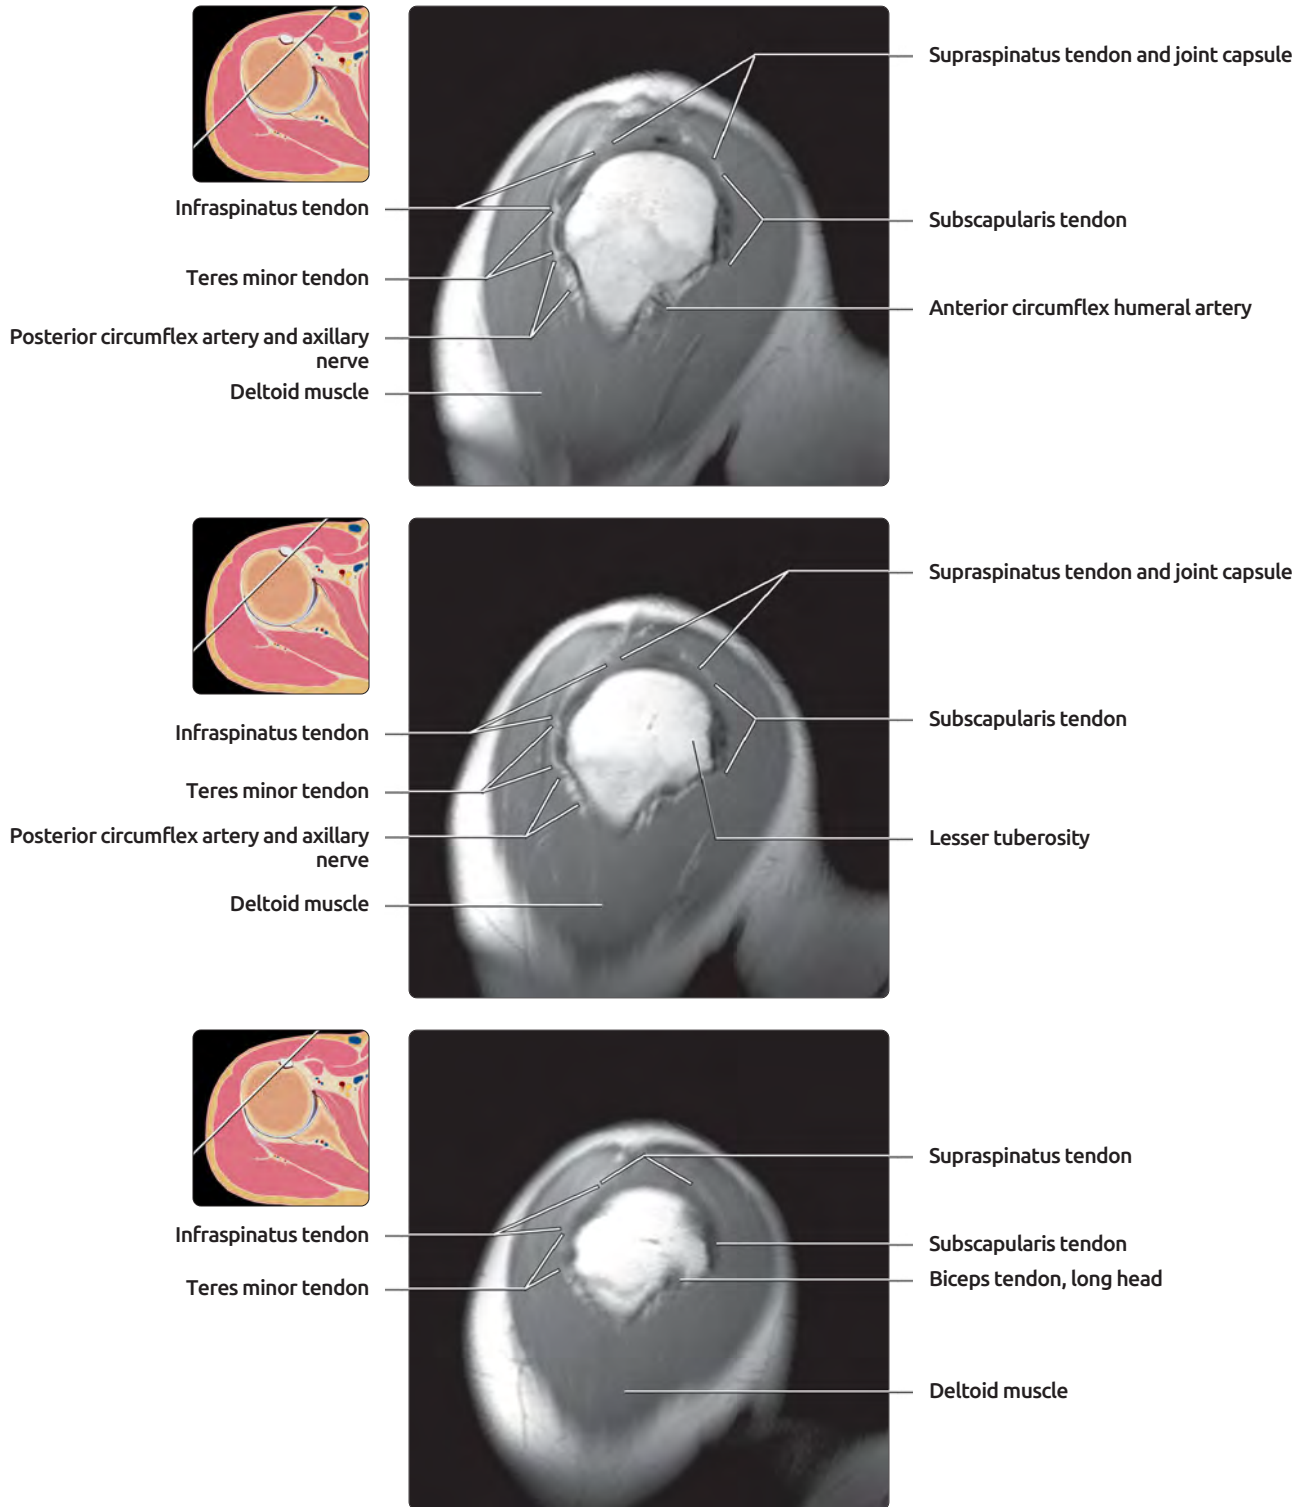 Supraspinatus tendon and joint capsule
Infraspinatus tendon
Subscapularis tendon
Teres minor tendon
Anterior circumflex humeral artery
Posterior circumflex artery and axillary
nerve
Deltoid muscle
Supraspinatus tendon and joint capsule
Infraspinatus tendon
Subscapularis tendon
Teres minor tendon
Posterior circumflex artery and axillary
nerve
Lesser tuberosity
Deltoid muscle
Supraspinatus tendon
Infraspinatus tendon
Subscapularis tendon
Teres minor tendon
Biceps tendon, long head
Deltoid muscle